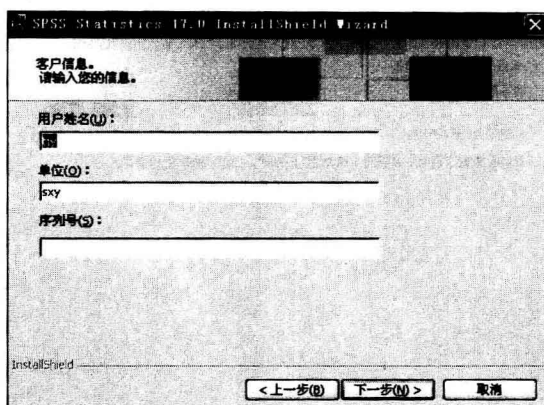 SPSS Statistics 17.0 InstallShield Wizard
客户信息。
请输入您的信息。
用户姓名(U)：
单位(O)：
sxy
序列号(S)：
InstallShield
<上一步(B)
下一步(N)>
取消